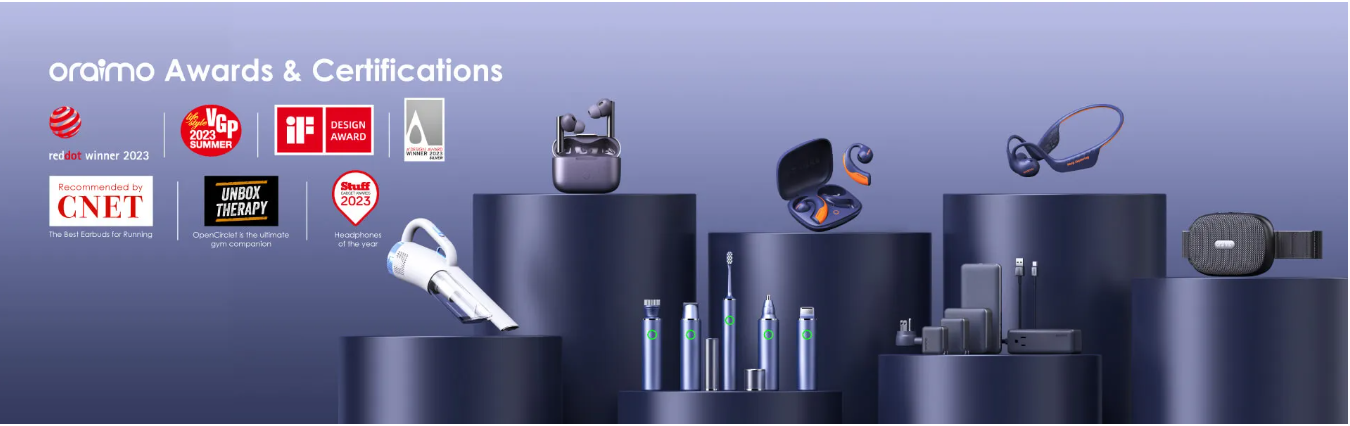 oraimo Awards & Certifications
reddot winner 2023
life
style
VGP
2023
SUMMER
iF
DESIGN
AWARD
A'DESIGN AWARD
WINNER 2023
SILVER
Recommended by
CNET
The Best Earbuds for Running
UNBOX
THERAPY
OpenCirclet is the ultimate
gym companion
Stuff
GADGET AWARDS
2023
Headphones
of the year